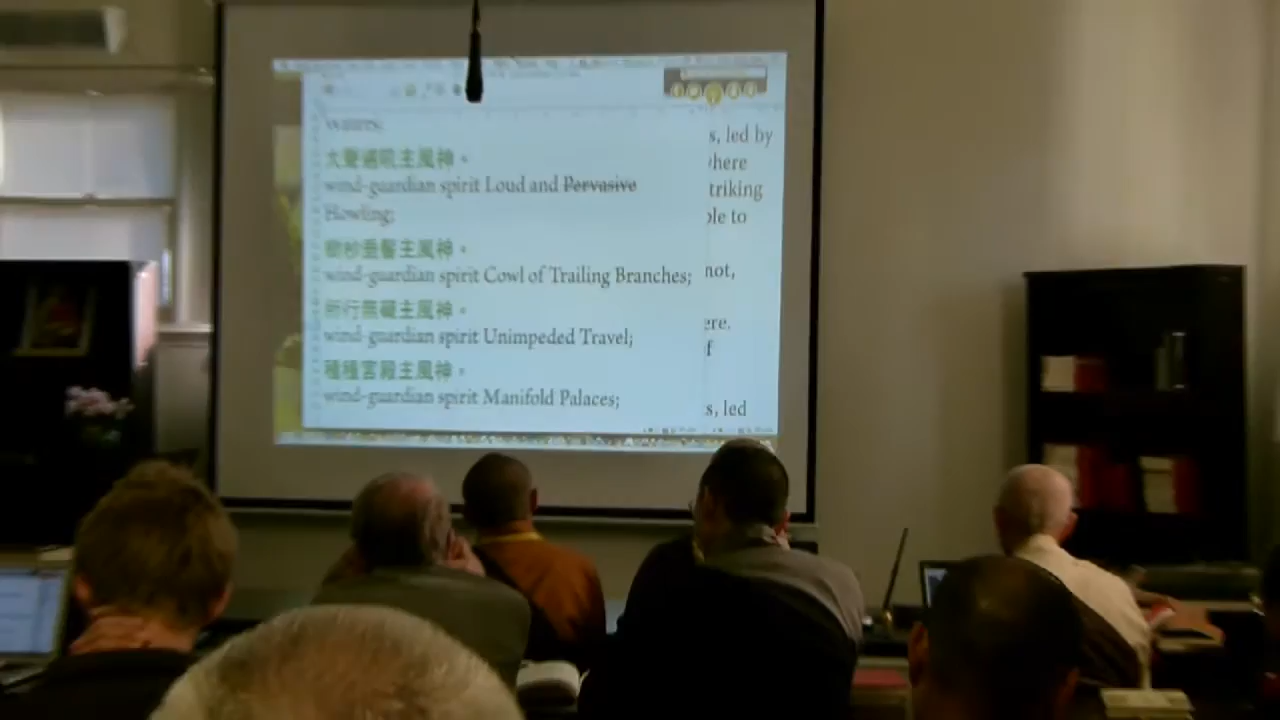 waters;
大聲遍吼主風神。
wind-guardian spirit Loud and Pervasive
Howling;
樹杪垂髻主風神。
wind-guardian spirit Cowl of Trailing Branches;
所行無礙主風神。
wind-guardian spirit Unimpeded Travel;
種種宮殿主風神。
wind-guardian spirit Manifold Palaces;
s, led by
here
triking
ble to
not,
ere.
f
s, led